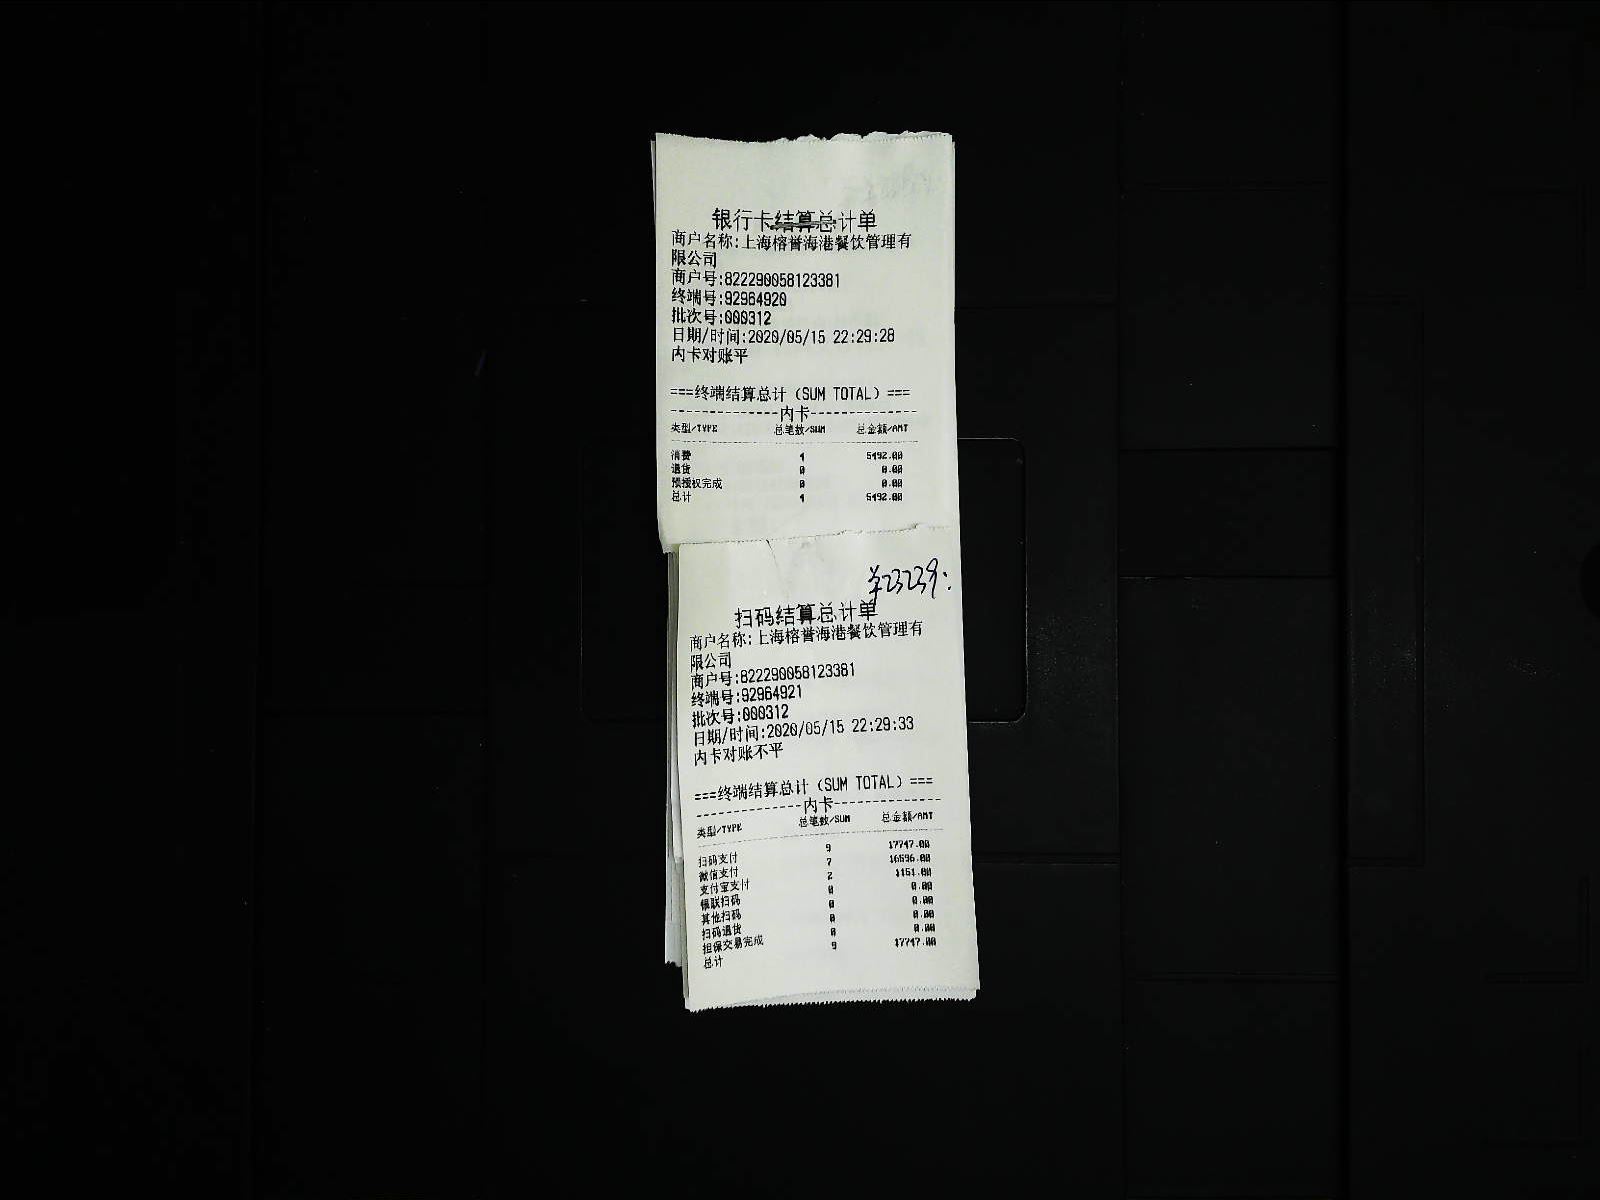 银行卡结算总计单
商户名称:上海榕誉海港餐饮管理有
限公司
商户号:822290058123381
终端号:92964920
批次号:000312
日期/时间:2020/05/15 22:29:28
内卡对账平
===终端结算总计(SUM TOTAL)===
--------------内卡--------------
类型/TYPE 总笔数/SUM 总金额/AMT
消费 4 5492.00
退货 0 0.00
预授权完成 0 0.00
总计 4 5492.00
¥23239:
扫码结算总计单
商户名称:上海榕誉海港餐饮管理有
限公司
商户号:822290058123381
终端号:92964921
批次号:000312
日期/时间:2020/05/15 22:29:33
内卡对账不平
===终端结算总计(SUM TOTAL)===
--------------内卡--------------
类型/TYPE 总笔数/SUM 总金额/AMT
扫码支付 9 17747.00
微信支付 7 16596.00
支付宝支付 2 1151.00
银联扫码 0 0.00
其他扫码 0 0.00
扫码退货 0 0.00
担保交易完成 0 0.00
总计 9 17747.00